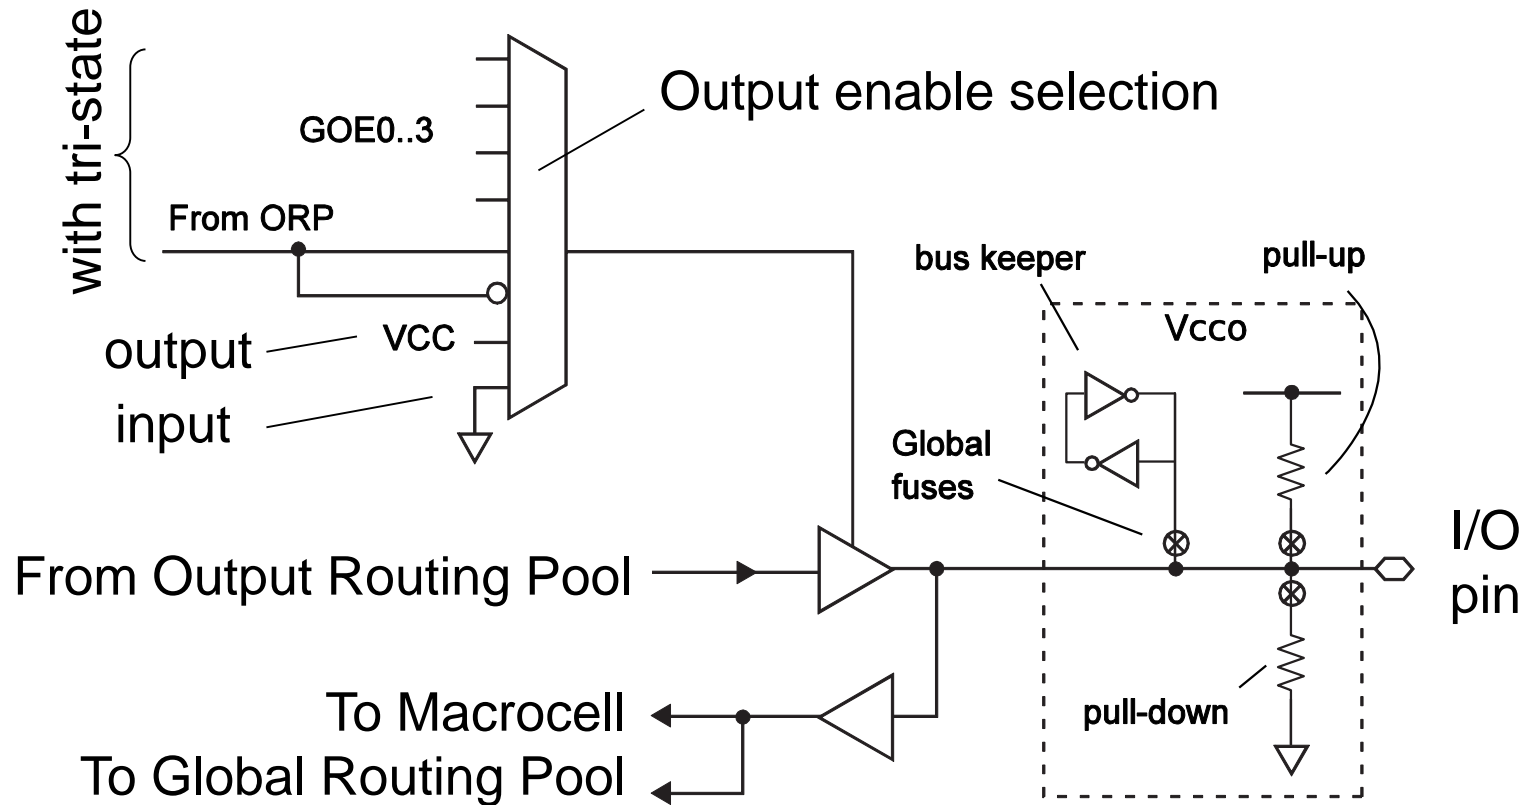 with tri-state
Output enable selection
GOE0..3
From ORP
output
VCC
input
bus keeper
pull-up
Vcco
Global
fuses
I/O
pin
From Output Routing Pool
To Macrocell
pull-down
To Global Routing Pool